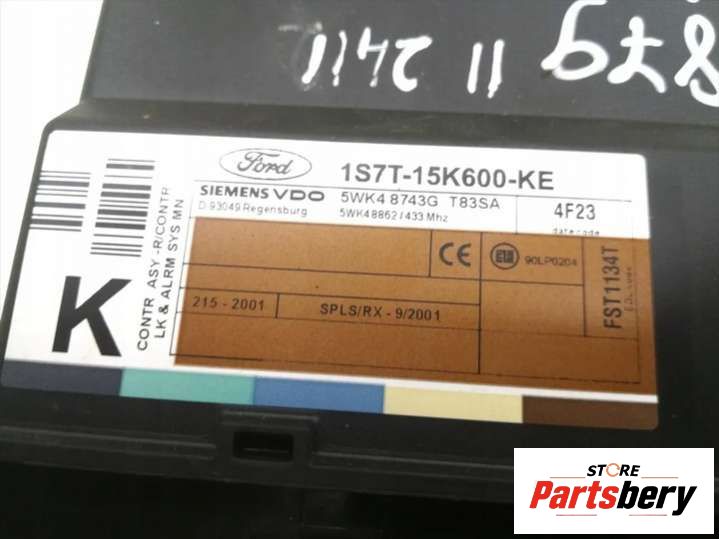 879 11 2411
Ford
1S7T-15K600-KE
SIEMENS VDO
5WK4 8743G T83SA
4F23
D 93049 Regensburg
5WK48862 / 433 Mhz
date code
CE
90LP0204
215 - 2001
SPLS/RX - 9/2001
FST1134T
CONTR ASY -R/CONTR
LK & ALRM SYS MN
K
STORE
Partsbery